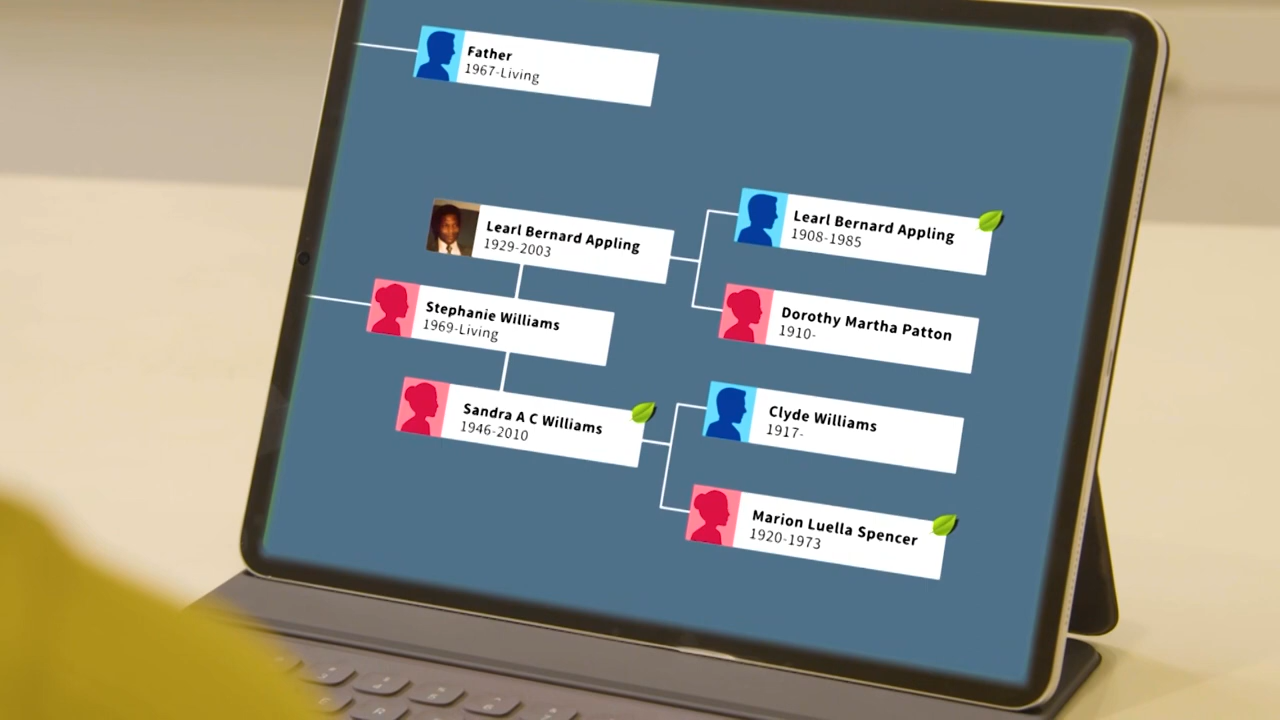 Father
1967-Living
Learl Bernard Appling
1929-2003
Learl Bernard Appling
1908-1985
Stephanie Williams
1969-Living
Dorothy Martha Patton
1910-
Sandra A C Williams
1946-2010
Clyde Williams
1917-
Marion Luella Spencer
1920-1973